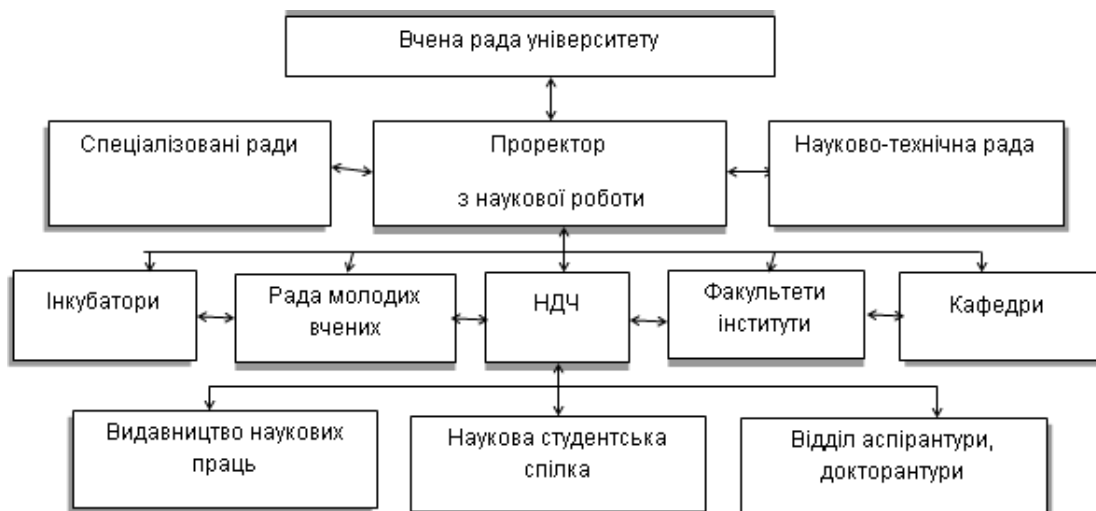 Вчена рада університету
Спеціалізовані ради
Проректор
з наукової роботи
Науково-технічна рада
Інкубатори
Рада молодих
вчених
НДЧ
Факультети
інститути
Кафедри
Видавництво наукових
праць
Наукова студентська
спілка
Відділ аспірантури,
докторантури